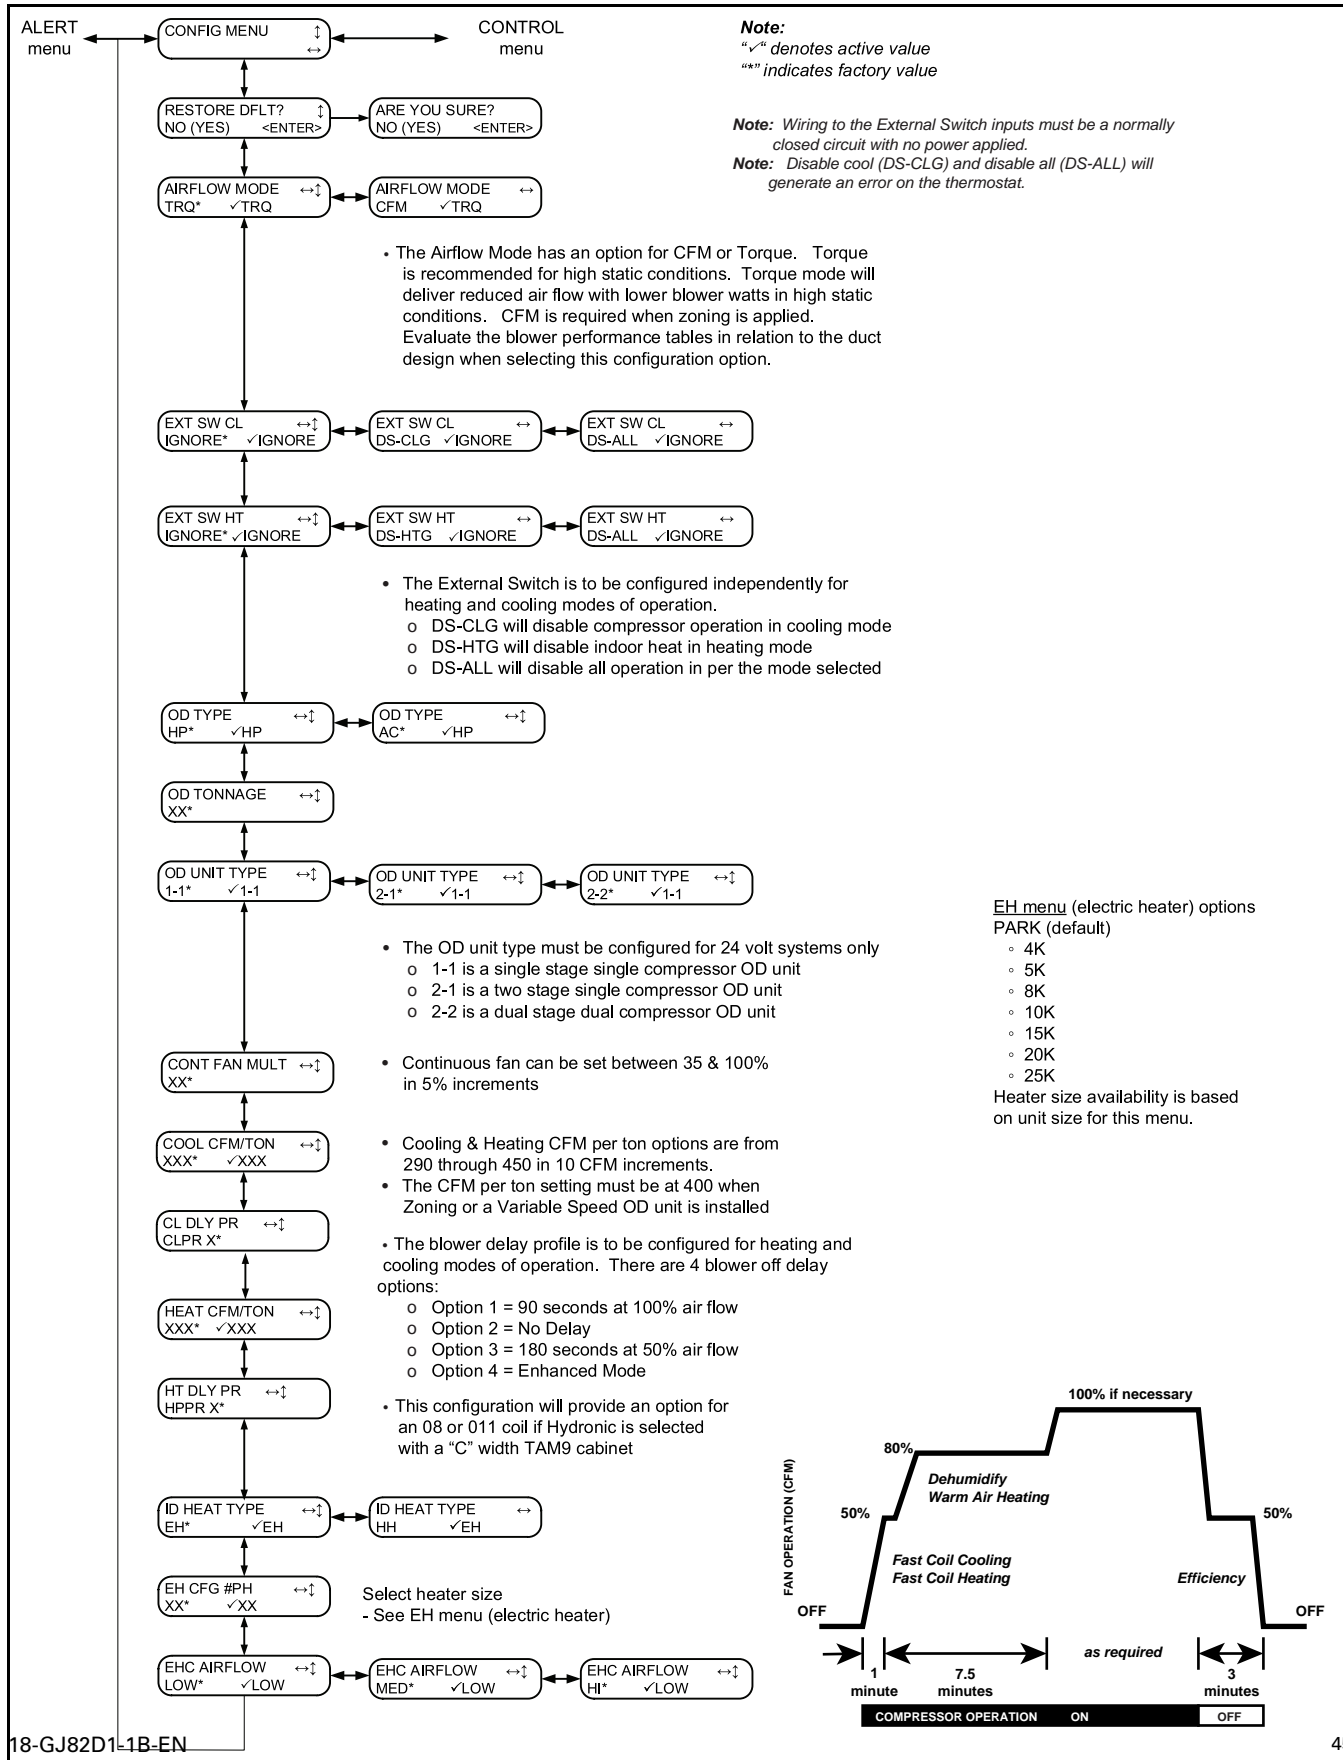 ALERT
menu
CONFIG MENU ↕
↔
CONTROL
menu
Note:
"✓" denotes active value
"*" indicates factory value
RESTORE DFLT? ↕
NO (YES) <ENTER>
ARE YOU SURE?
NO (YES) <ENTER>
Note: Wiring to the External Switch inputs must be a normally
closed circuit with no power applied.
Note: Disable cool (DS-CLG) and disable all (DS-ALL) will
generate an error on the thermostat.
AIRFLOW MODE ↔↕
TRQ* ✓TRQ
AIRFLOW MODE ↔
CFM ✓TRQ
• The Airflow Mode has an option for CFM or Torque. Torque
is recommended for high static conditions. Torque mode will
deliver reduced air flow with lower blower watts in high static
conditions. CFM is required when zoning is applied.
Evaluate the blower performance tables in relation to the duct
design when selecting this configuration option.
EXT SW CL ↔↕
IGNORE* ✓IGNORE
EXT SW CL ↔
DS-CLG ✓IGNORE
EXT SW CL ↔
DS-ALL ✓IGNORE
EXT SW HT ↔↕
IGNORE* ✓IGNORE
EXT SW HT ↔
DS-HTG ✓IGNORE
EXT SW HT ↔
DS-ALL ✓IGNORE
• The External Switch is to be configured independently for
heating and cooling modes of operation.
o DS-CLG will disable compressor operation in cooling mode
o DS-HTG will disable indoor heat in heating mode
o DS-ALL will disable all operation in per the mode selected
OD TYPE ↔↕
HP* ✓HP
OD TYPE ↔↕
AC* ✓HP
OD TONNAGE ↔↕
XX*
OD UNIT TYPE ↔↕
1-1* ✓1-1
OD UNIT TYPE ↔↕
2-1* ✓1-1
OD UNIT TYPE ↔↕
2-2* ✓1-1
• The OD unit type must be configured for 24 volt systems only
o 1-1 is a single stage single compressor OD unit
o 2-1 is a two stage single compressor OD unit
o 2-2 is a dual stage dual compressor OD unit
EH menu (electric heater) options
PARK (default)
◦ 4K
◦ 5K
◦ 8K
◦ 10K
◦ 15K
◦ 20K
◦ 25K
Heater size availability is based
on unit size for this menu.
CONT FAN MULT ↔↕
XX*
• Continuous fan can be set between 35 & 100%
in 5% increments
COOL CFM/TON ↔↕
XXX* ✓XXX
• Cooling & Heating CFM per ton options are from
290 through 450 in 10 CFM increments.
• The CFM per ton setting must be at 400 when
Zoning or a Variable Speed OD unit is installed
CL DLY PR ↔↕
CLPR X*
• The blower delay profile is to be configured for heating and
cooling modes of operation. There are 4 blower off delay
options:
o Option 1 = 90 seconds at 100% air flow
o Option 2 = No Delay
o Option 3 = 180 seconds at 50% air flow
o Option 4 = Enhanced Mode
HEAT CFM/TON ↔↕
XXX* ✓XXX
HT DLY PR ↔↕
HPPR X*
• This configuration will provide an option for
an 08 or 011 coil if Hydronic is selected
with a "C" width TAM9 cabinet
ID HEAT TYPE ↔↕
EH* ✓EH
ID HEAT TYPE ↔
HH ✓EH
EH CFG #PH ↔↕
XX* ✓XX
Select heater size
- See EH menu (electric heater)
EHC AIRFLOW ↔↕
LOW* ✓LOW
EHC AIRFLOW ↔↕
MED* ✓LOW
EHC AIRFLOW ↔↕
HI* ✓LOW
FAN OPERATION (CFM)
100% if necessary
80%
Dehumidify
Warm Air Heating
50%
50%
Fast Coil Cooling
Fast Coil Heating
Efficiency
OFF
OFF
as required
1
minute
7.5
minutes
3
minutes
COMPRESSOR OPERATION ON
OFF
18-GJ82D1-1B-EN
4